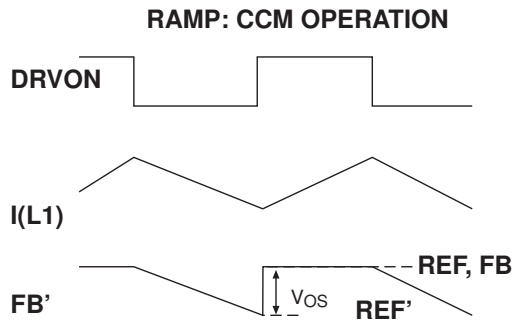 RAMP: CCM OPERATION
DRVON
I(L1)
REF, FB
FB'
VOS
REF'